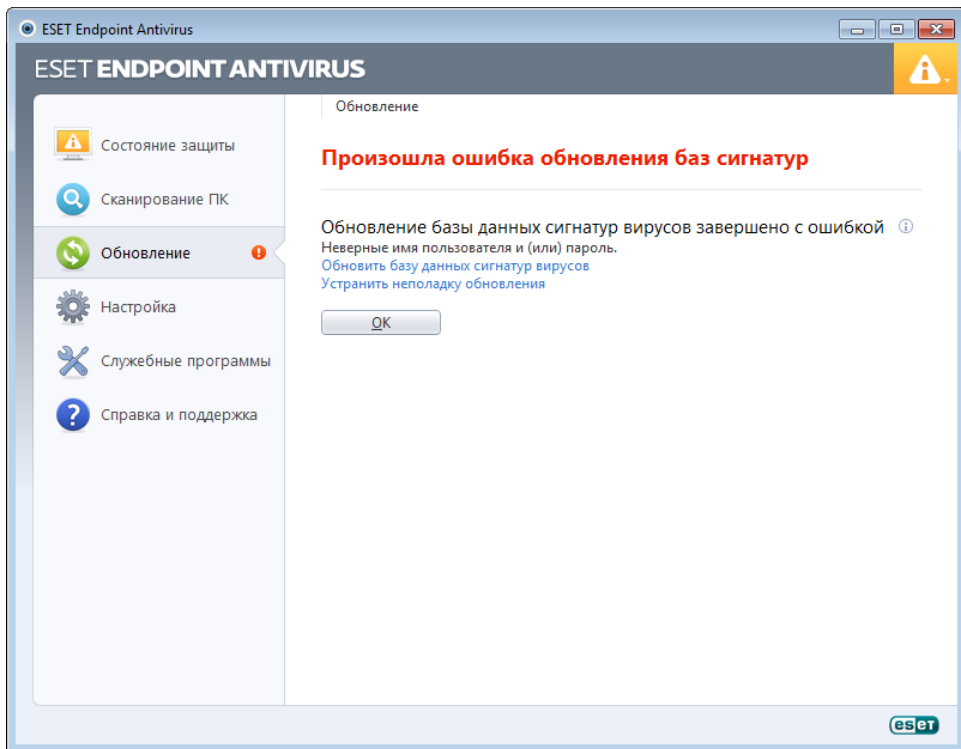 ESET Endpoint Antivirus
ESET ENDPOINT ANTIVIRUS
Состояние защиты
Сканирование ПК
Обновление
Настройка
Служебные программы
Справка и поддержка
Обновление
Произошла ошибка обновления баз сигнатур
Обновление базы данных сигнатур вирусов завершено с ошибкой
Неверные имя пользователя и (или) пароль.
Обновить базу данных сигнатур вирусов
Устранить неполадку обновления
OK
eseT